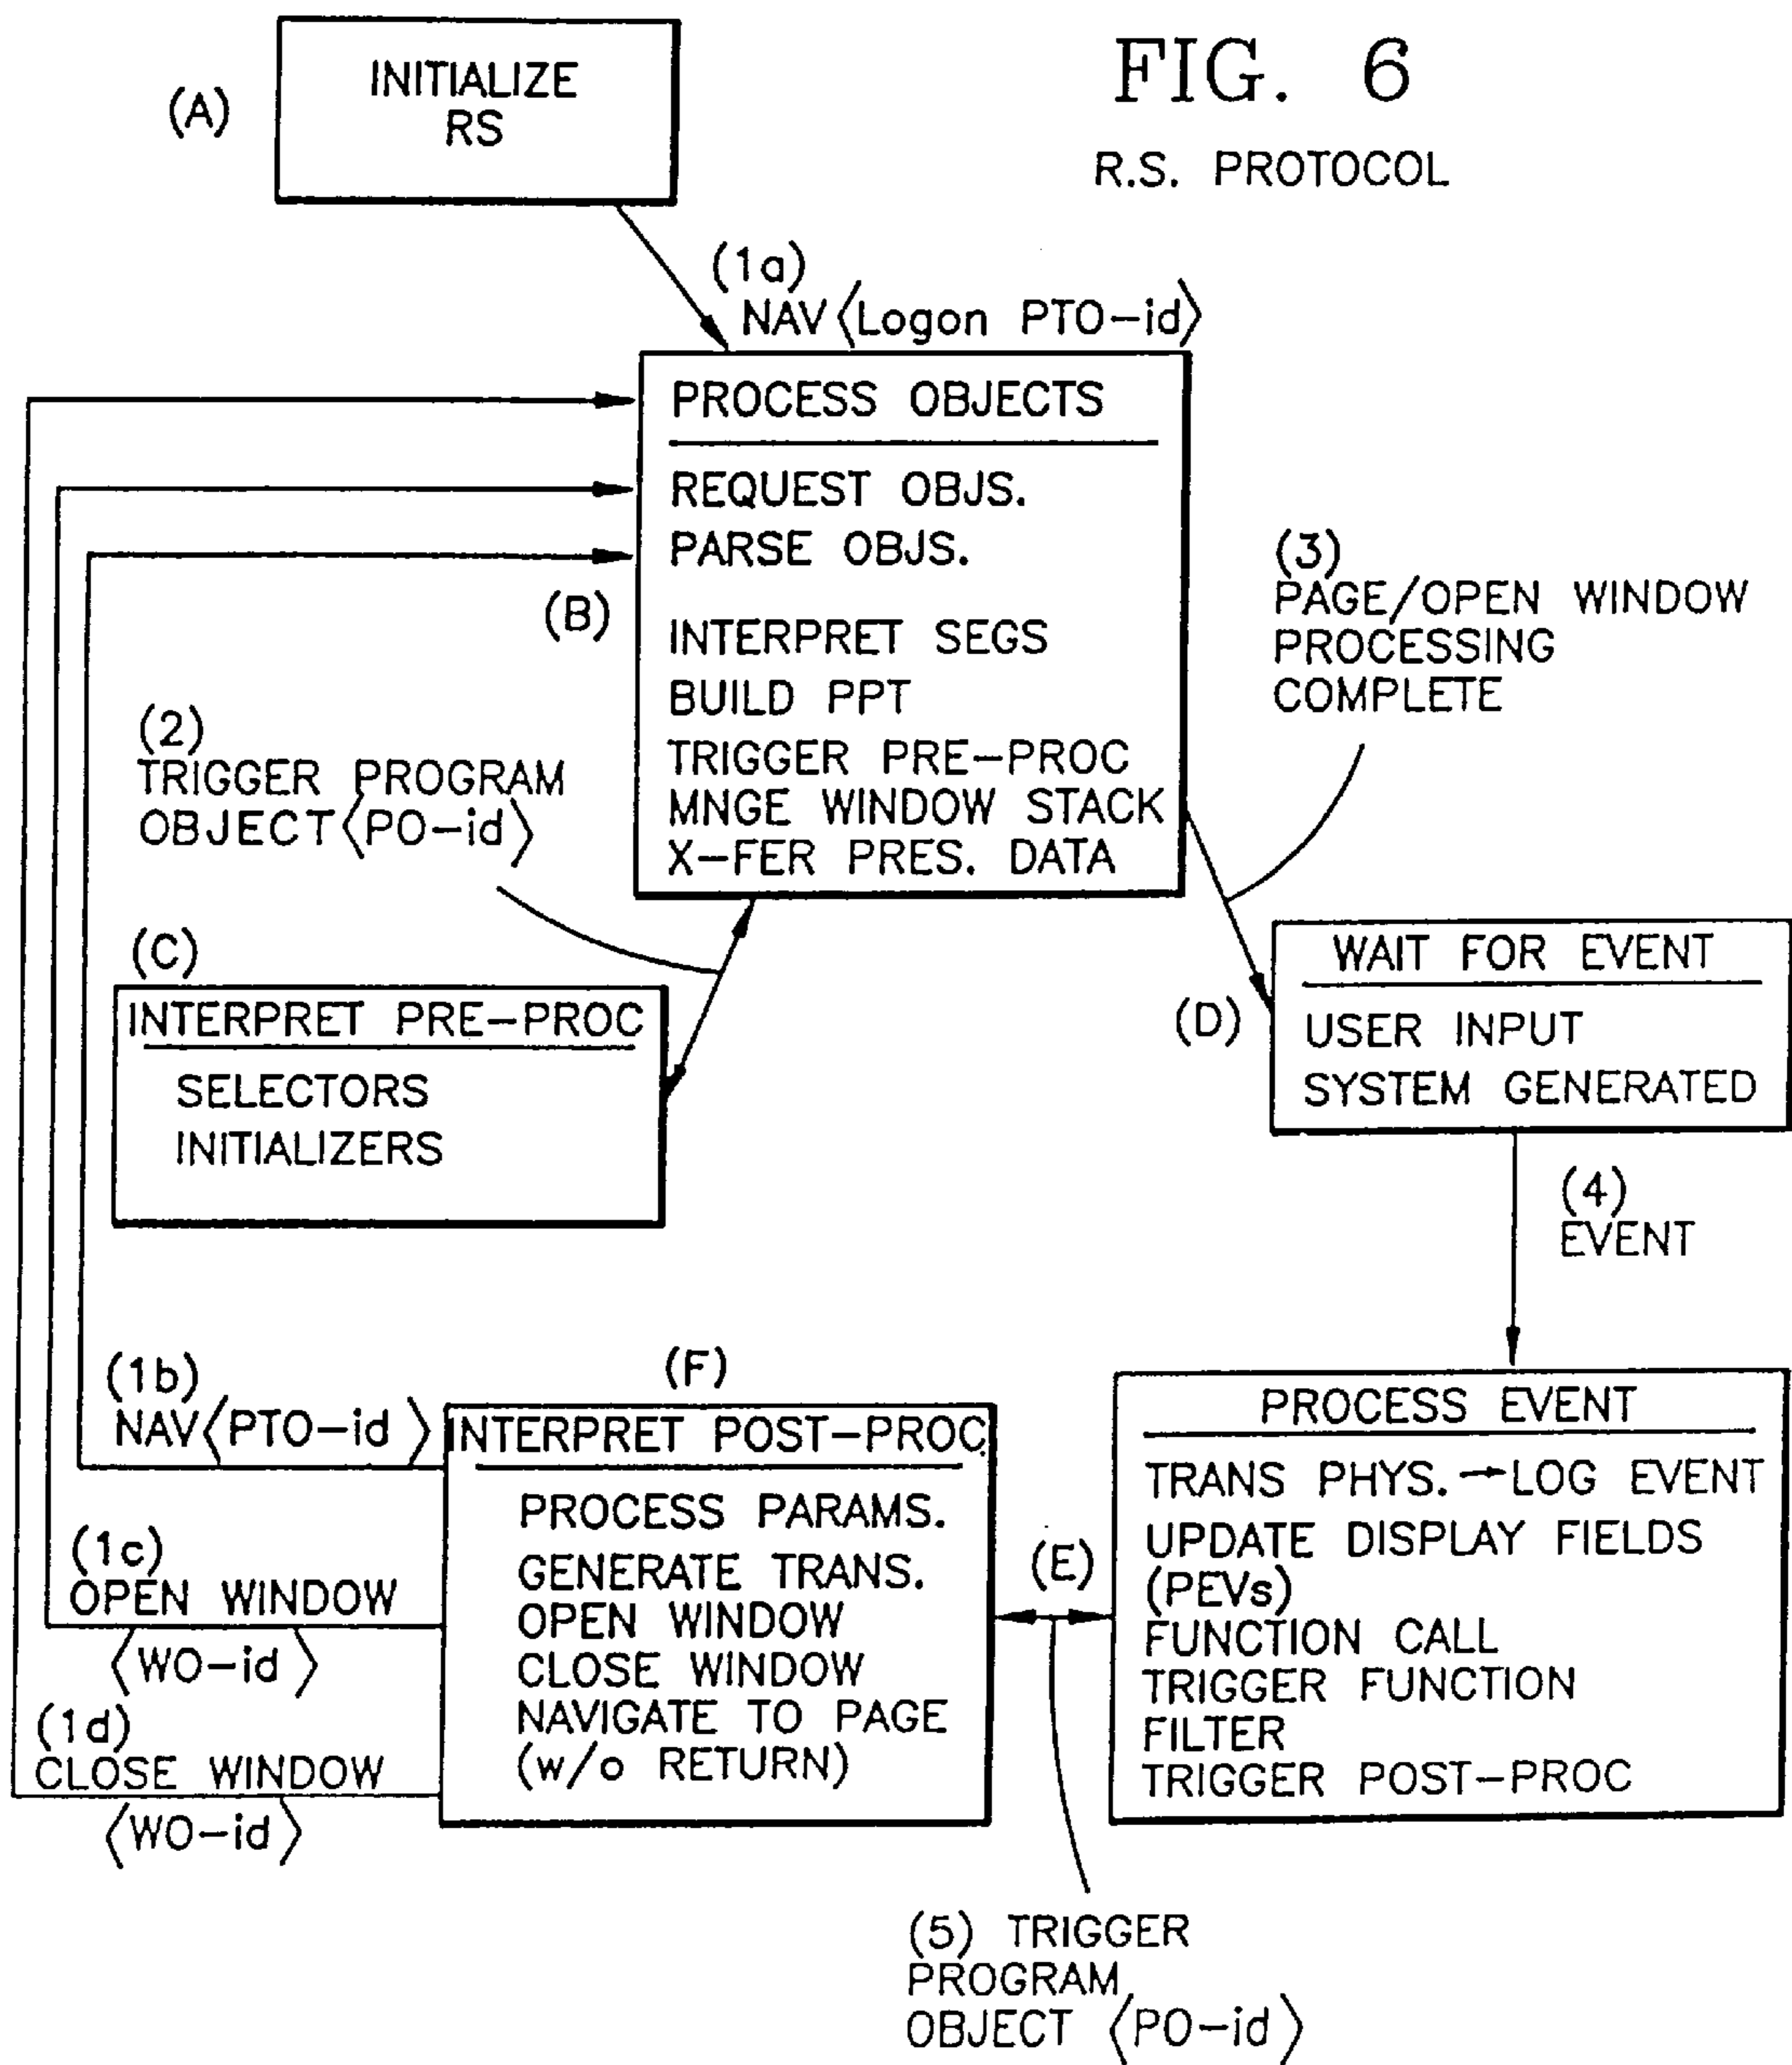 FIG. 6
R.S. PROTOCOL
(A)
INITIALIZE
RS
(1a)
NAV〈Logon PTO-id〉
PROCESS OBJECTS
REQUEST OBJS.
PARSE OBJS.
(B)
INTERPRET SEGS
BUILD PPT
TRIGGER PRE-PROC
MNGE WINDOW STACK
X-FER PRES. DATA
(2)
TRIGGER PROGRAM
OBJECT〈PO-id〉
(3)
PAGE/OPEN WINDOW
PROCESSING
COMPLETE
(C)
INTERPRET PRE-PROC
SELECTORS
INITIALIZERS
(D)
WAIT FOR EVENT
USER INPUT
SYSTEM GENERATED
(4)
EVENT
(E)
PROCESS EVENT
TRANS PHYS.→LOG EVENT
UPDATE DISPLAY FIELDS
(PEVs)
FUNCTION CALL
TRIGGER FUNCTION
FILTER
TRIGGER POST-PROC
(5) TRIGGER
PROGRAM
OBJECT 〈PO-id〉
(F)
INTERPRET POST-PROC
PROCESS PARAMS.
GENERATE TRANS.
OPEN WINDOW
CLOSE WINDOW
NAVIGATE TO PAGE
(w/o RETURN)
(1b)
NAV〈PTO-id〉
(1c)
OPEN WINDOW
〈WO-id〉
(1d)
CLOSE WINDOW
〈WO-id〉